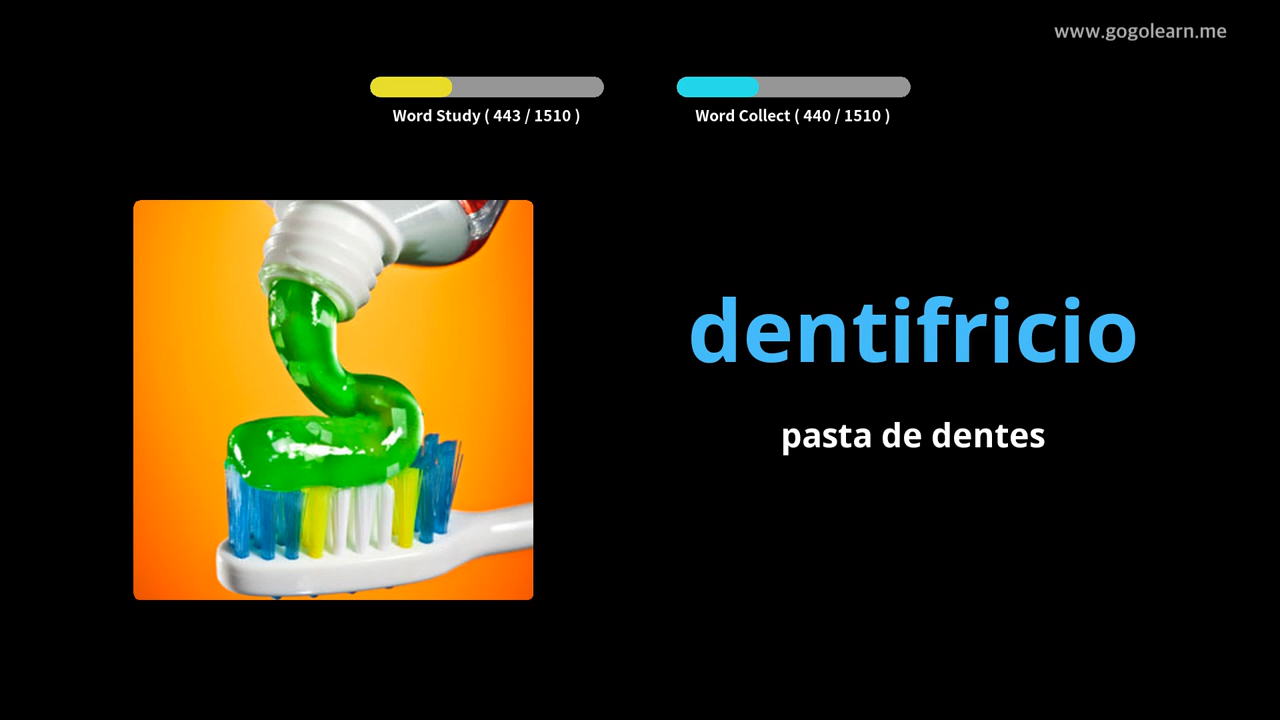 www.gogolearn.me
Word Study ( 443 / 1510 )
Word Collect ( 440 / 1510 )
dentifricio
pasta de dentes